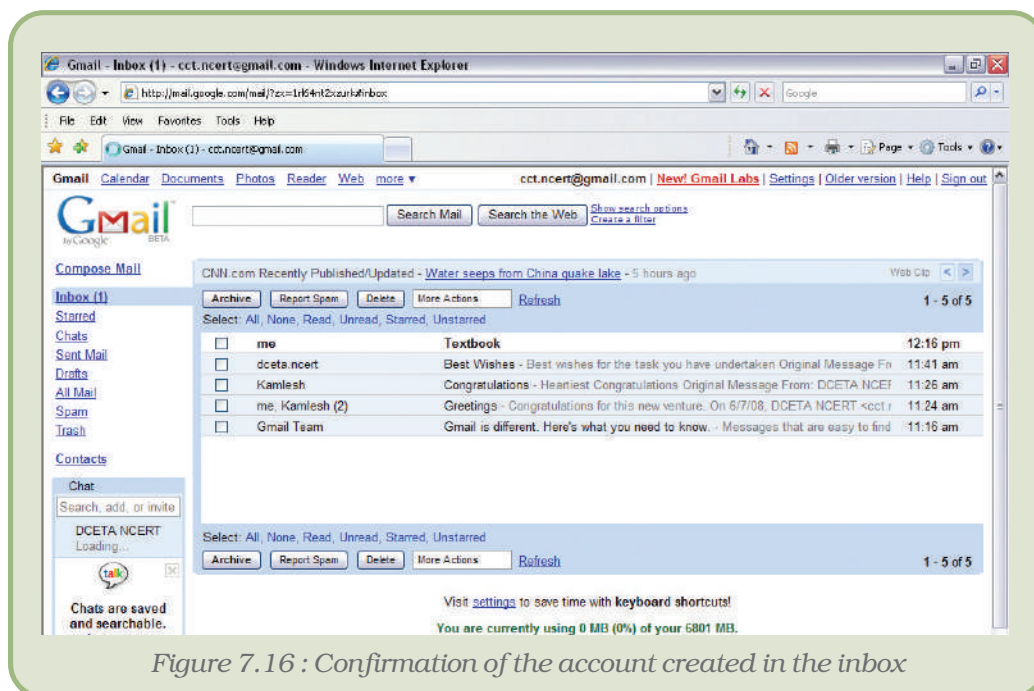 Gmail - Inbox (1) - cct.ncert@gmail.com - Windows Internet Explorer
Google
File Edit View Favorites Tools Help
Gmail - Inbox (1) - cct.ncert@gmail.com
Page Tools
Gmail Calendar Documents Photos Reader Web more cct.ncert@gmail.com | New! Gmail Labs | Settings | Older version | Help | Sign out
Gmail
by Google BETA
Search Mail Search the Web Show search options
Create a filter
Compose Mail
Inbox (1)
Starred
Chats
Sent Mail
Drafts
All Mail
Spam
Trash
Contacts
Chat
Search, add, or invite
DCETA NCERT
Loading...
talk
Chats are saved
and searchable.
CNN.com Recently Published/Updated - Water seeps from China quake lake - 5 hours ago Web Clip < >
Archive Report Spam Delete More Actions Refresh 1 - 5 of 5
Select: All, None, Read, Unread, Starred, Unstarred
me Textbook 12:16 pm
dceta.ncert Best Wishes - Best wishes for the task you have undertaken Original Message Fr 11:41 am
Kamlesh Congratulations - Heartiest Congratulations Original Message From: DCETA NCEF 11:26 am
me, Kamlesh (2) Greetings - Congratulations for this new venture. On 6/7/08, DCETA NCERT <cct.r 11:24 am
Gmail Team Gmail is different. Here's what you need to know. - Messages that are easy to find 11:16 am
Select: All, None, Read, Unread, Starred, Unstarred
Archive Report Spam Delete More Actions Refresh 1 - 5 of 5
Visit settings to save time with keyboard shortcuts!
You are currently using 0 MB (0%) of your 6801 MB.
Figure 7.16 : Confirmation of the account created in the inbox